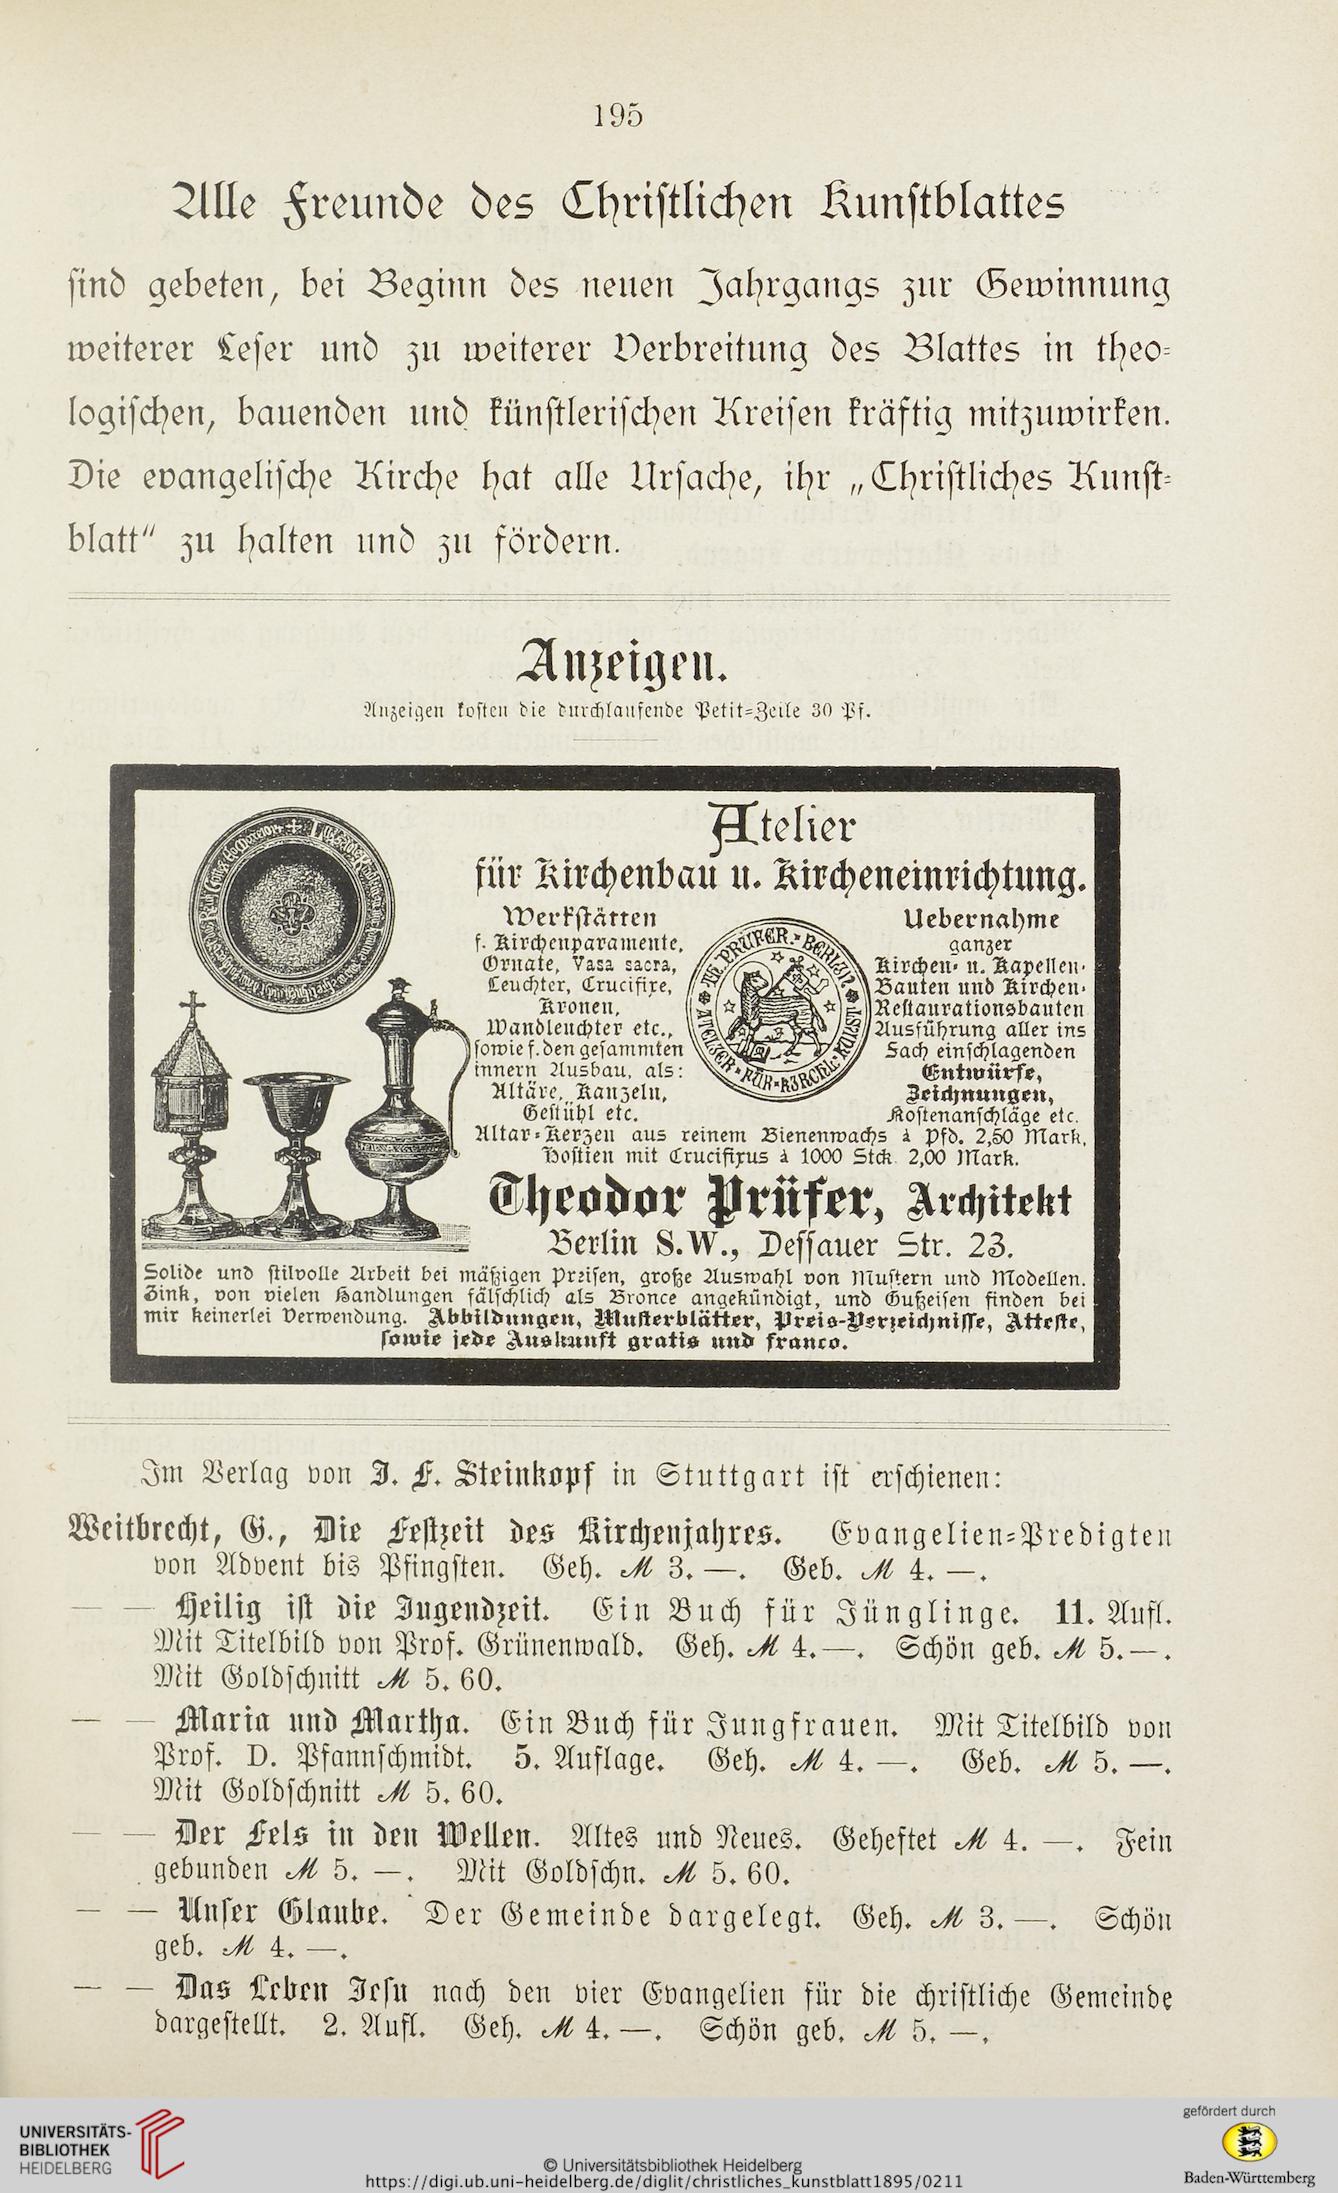 195
Alle Freunde des Christlichen Kunstblattes
sind gebeten, bei Beginn des neuen Jahrgangs zur Gewinnung
weiterer Leser und zu weiterer Verbreitung des Blattes in theo-
logischen, bauenden und künstlerischen Kreisen kräftig mitzuwirken.
Die evangelische Kirche hat alle Ursache, ihr „Christliches Kunst-
blatt“ zu halten und zu fördern.
Anzeigen.
Anzeigen kosten die durchlaufende Petit-Zeile 30 Pf.
Atelier
für Kirchenbau u. Kircheneinrichtung.
Werkstätten
f. Kirchenparamente,
Ornate, Vasa sacra,
Leuchter, Crucifixe,
Kronen,
Wandleuchter etc.,
sowie f. den gesammten
innern Ausbau, als:
Altäre, Kanzeln,
Gestühl etc.
TH. PRÜFER. BERLIN
ATELIER FÜR KIRCHL. KUNST
Uebernahme
ganzer
Kirchen- u. Kapellen-
Bauten und Kirchen-
Restaurationsbauten
Ausführung aller ins
Fach einschlagenden
Entwürfe,
Zeichnungen,
Kostenanschläge etc.
Altar-Kerzen aus reinem Bienenwachs à Pfd. 2,50 Mark,
Hostien mit Crucifixus à 1000 Stck. 2,00 Mark.
Theodor Prüfer, Architekt
Berlin S.W., Dessauer Str. 23.
Solide und stilvolle Arbeit bei mäßigen Preisen, große Auswahl von Mustern und Modellen.
Zink, von vielen Handlungen fälschlich als Bronce angekündigt, und Gußeisen finden bei
mir keinerlei Verwendung. Abbildungen, Musterblätter, Preis-Verzeichnisse, Atteste,
sowie jede Auskunft gratis und franco.
Im Verlag von J. F. Steinkopf in Stuttgart ist erschienen:
Weitbrecht, G., Die Festzeit des Kirchenjahres. Evangelien-Predigten
von Advent bis Pfingsten. Geh. ℳ 3. —. Geb. ℳ 4. —.
— — Heilig ist die Jugendzeit. Ein Buch für Jünglinge. 11. Aufl.
Mit Titelbild von Prof. Grünenwald. Geh. ℳ 4. —. Schön geb. ℳ 5. —.
Mit Goldschnitt ℳ 5. 60.
— — Maria und Martha. Ein Buch für Jungfrauen. Mit Titelbild von
Prof. D. Pfannschmidt. 5. Auflage. Geh. ℳ 4. —. Geb. ℳ 5. —.
Mit Goldschnitt ℳ 5. 60.
— — Der Fels in den Wellen. Altes und Neues. Geheftet ℳ 4. —. Fein
gebunden ℳ 5. —. Mit Goldschn. ℳ 5. 60.
— — Unser Glaube. Der Gemeinde dargelegt. Geh. ℳ 3. —. Schön
geb. ℳ 4. —.
— — Das Leben Jesu nach den vier Evangelien für die christliche Gemeinde
dargestellt. 2. Aufl. Geh. ℳ 4. —. Schön geb. ℳ 5. —.
UNIVERSITÄTS-
BIBLIOTHEK
HEIDELBERG
© Universitätsbibliothek Heidelberg
https://digi.ub.uni-heidelberg.de/diglit/christliches_kunstblatt1895/0211
gefördert durch
Baden-Württemberg